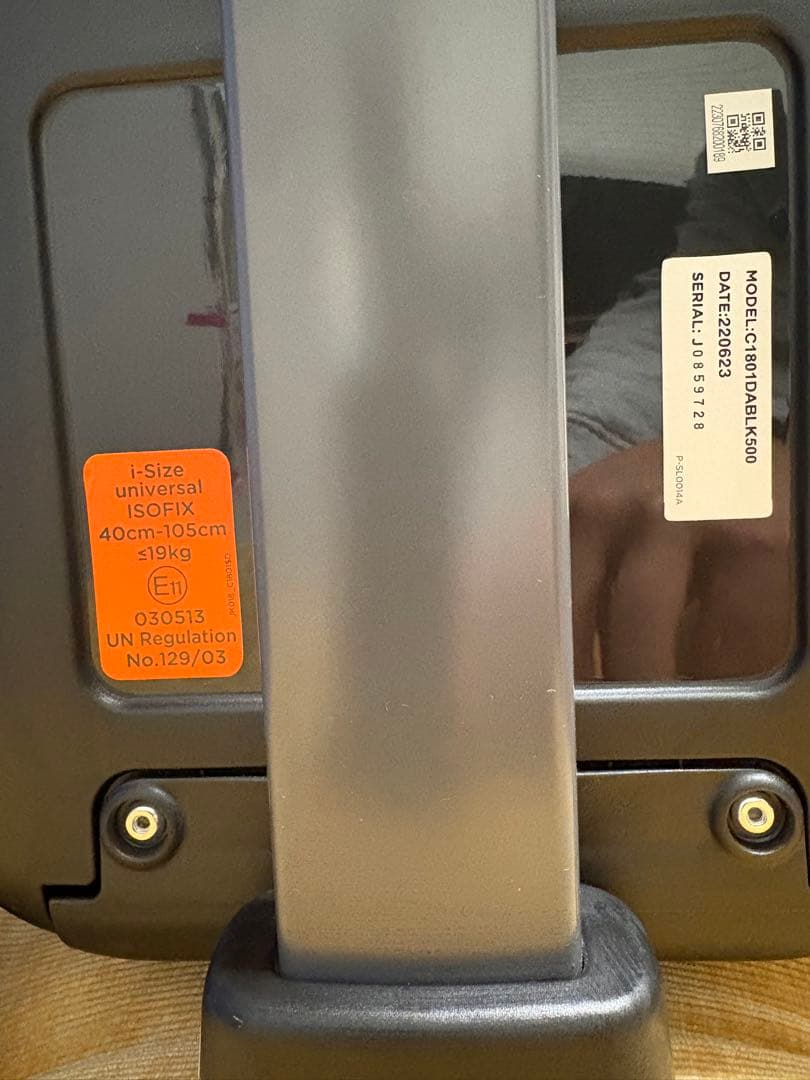 i-Size
universal
ISOFIX
40cm-105cm
≤19kg
E11
030513
UN Regulation
No.129/03
2230768200189
MODEL:C1801DABLK500
DATE:220623
SERIAL: J0859728
P-SL0014A